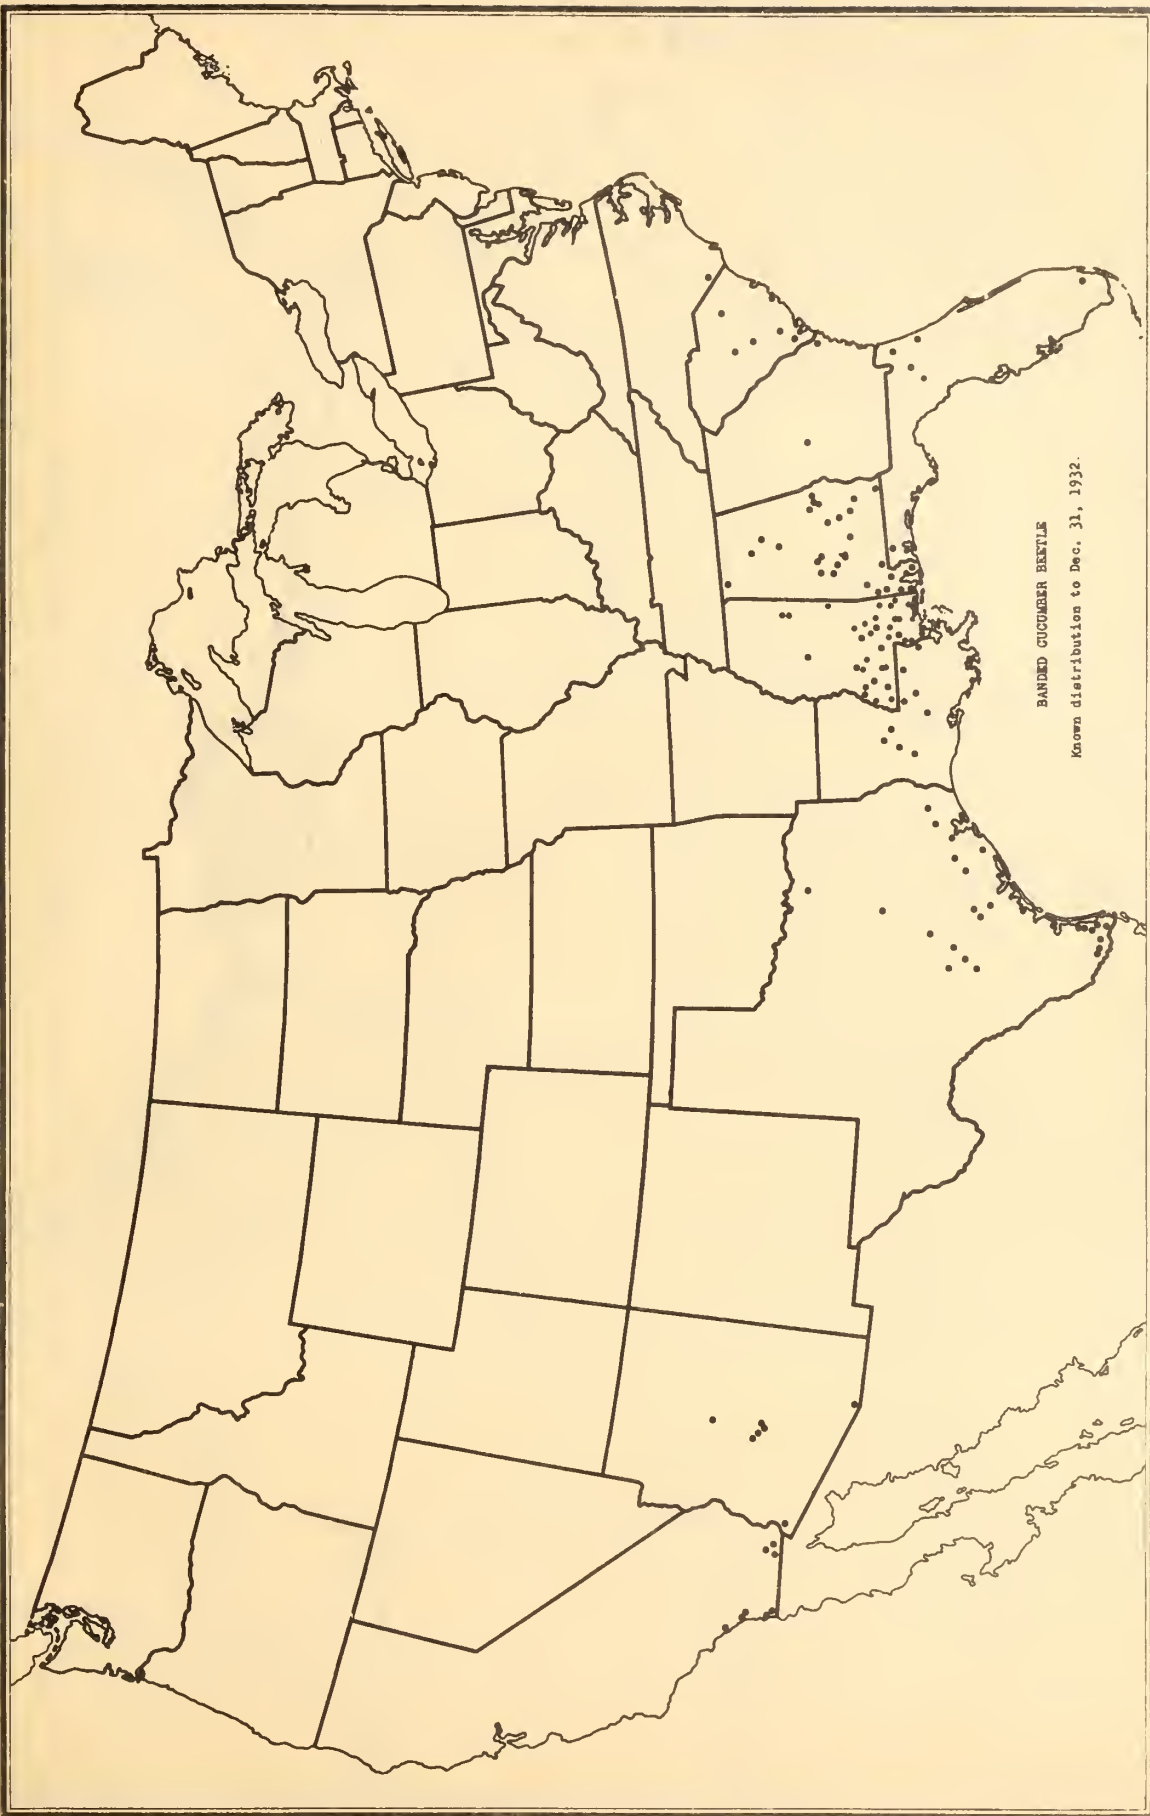 BANDED CUCUMBER BEETLE
Known distribution to Dec. 31, 1932.